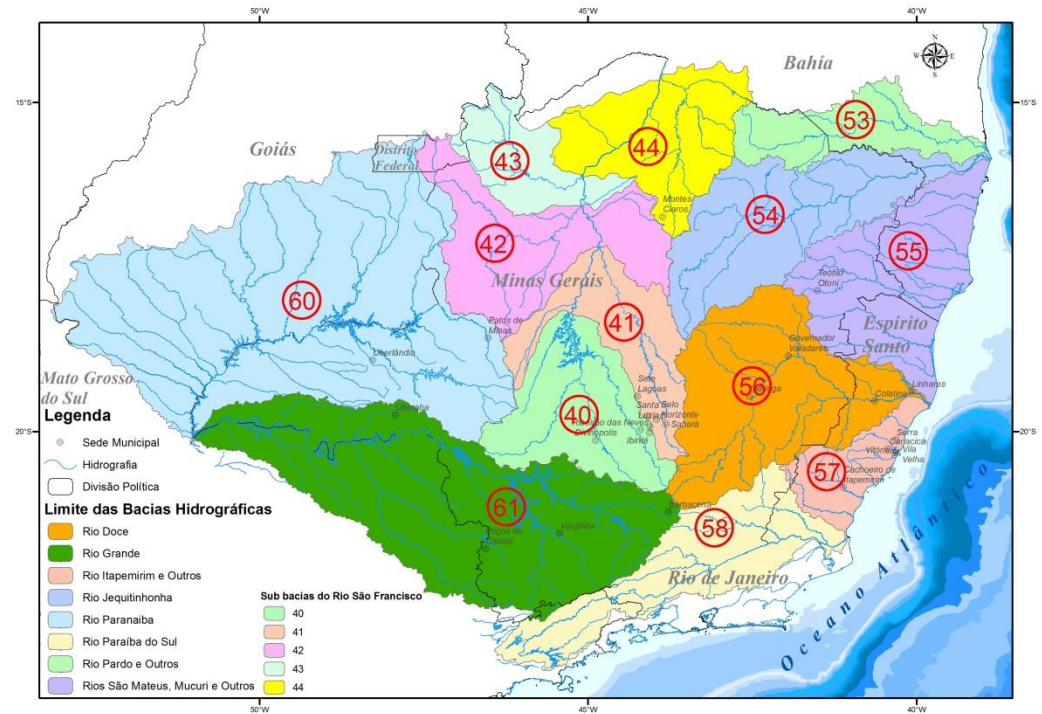 50°W
45°W
40°W
N
W
E
S
Bahía
15°S
15°S
53
Goiás
Distrito
Federal
43
44
Montes
Claros
54
42
55
Minas Gerais
Teófilo
Otoni
60
41
Patos de
Minas
Espírito
Santo
Governador
Valadares
Uberlândia
Mato Grosso
do Sul
56
Linhares
Colatina
Sete
Lagoas
Legenda
Uberaba
40
Santa
Luzia
Belo
Horizonte
Ribeirão das Neves
Sabará
Divinópolis
Ibirité
Serra
Cariacica
Vitória
Vila
Velha
20°S
20°S
Sede Municipal
Hidrografia
Divisão Política
57
Cachoeiro de
Itapemirim
61
Barbacena
58
Varginha
Poços de
Caldas
Limite das Bacias Hidrográficas
Rio Doce
Rio Grande
Rio Itapemirim e Outros
Rio Jequitinhonha
Rio Paranaiba
Rio Paraíba do Sul
Rio Pardo e Outros
Rios São Mateus, Mucuri e Outros
Rio de Janeiro
Oceano Atlântico
Sub bacias do Rio São Francisco
40
41
42
43
44
50°W
45°W
40°W